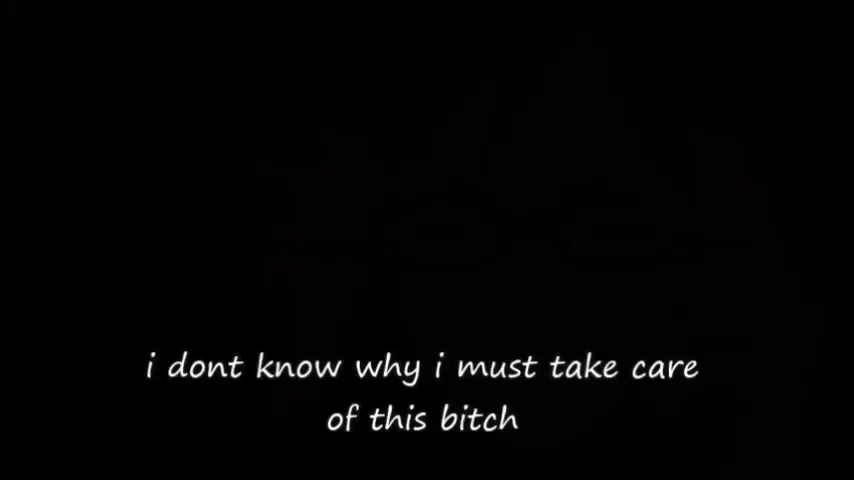 i dont know why i must take care
of this bitch